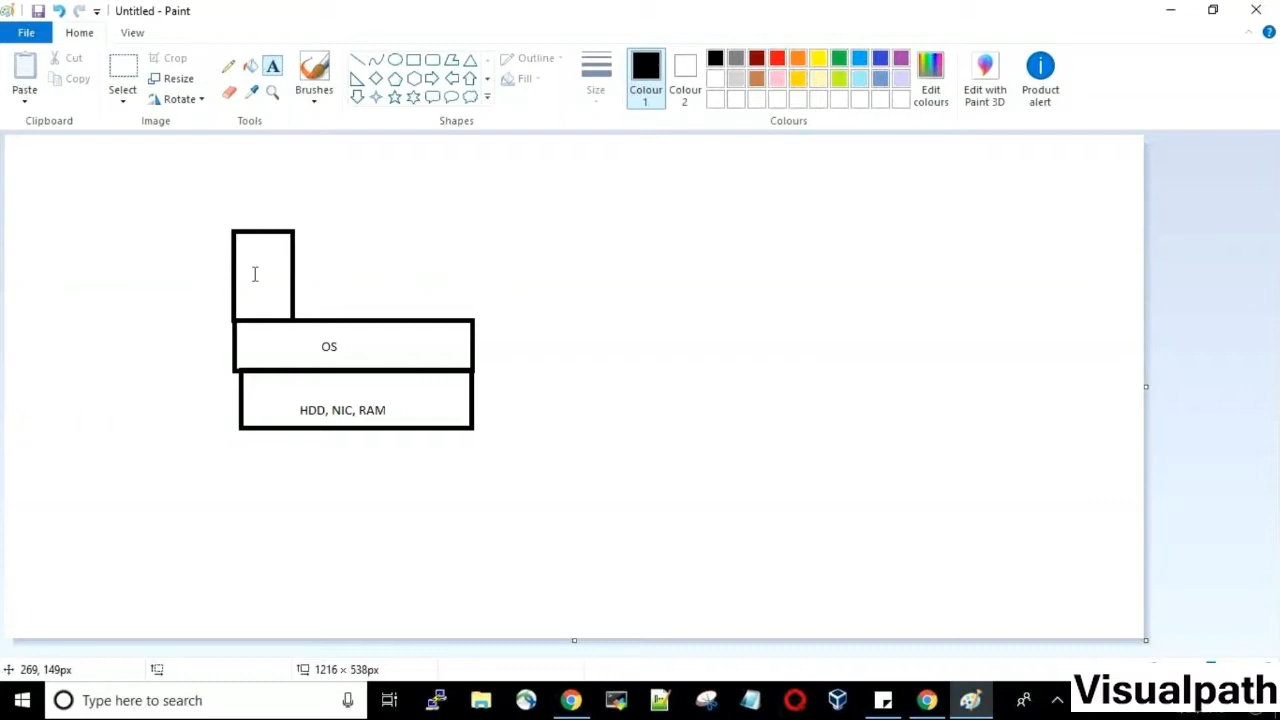 Untitled - Paint
File
Home
View
Paste
Cut
Copy
Clipboard
Select
Crop
Resize
Rotate
Image
A
Tools
Brushes
Shapes
Outline
Fill
Size
Colour
1
Colour
2
Edit
colours
Colours
Edit with
Paint 3D
Product
alert
OS
HDD, NIC, RAM
269, 149px
1216 × 538px
Type here to search
Visualpath